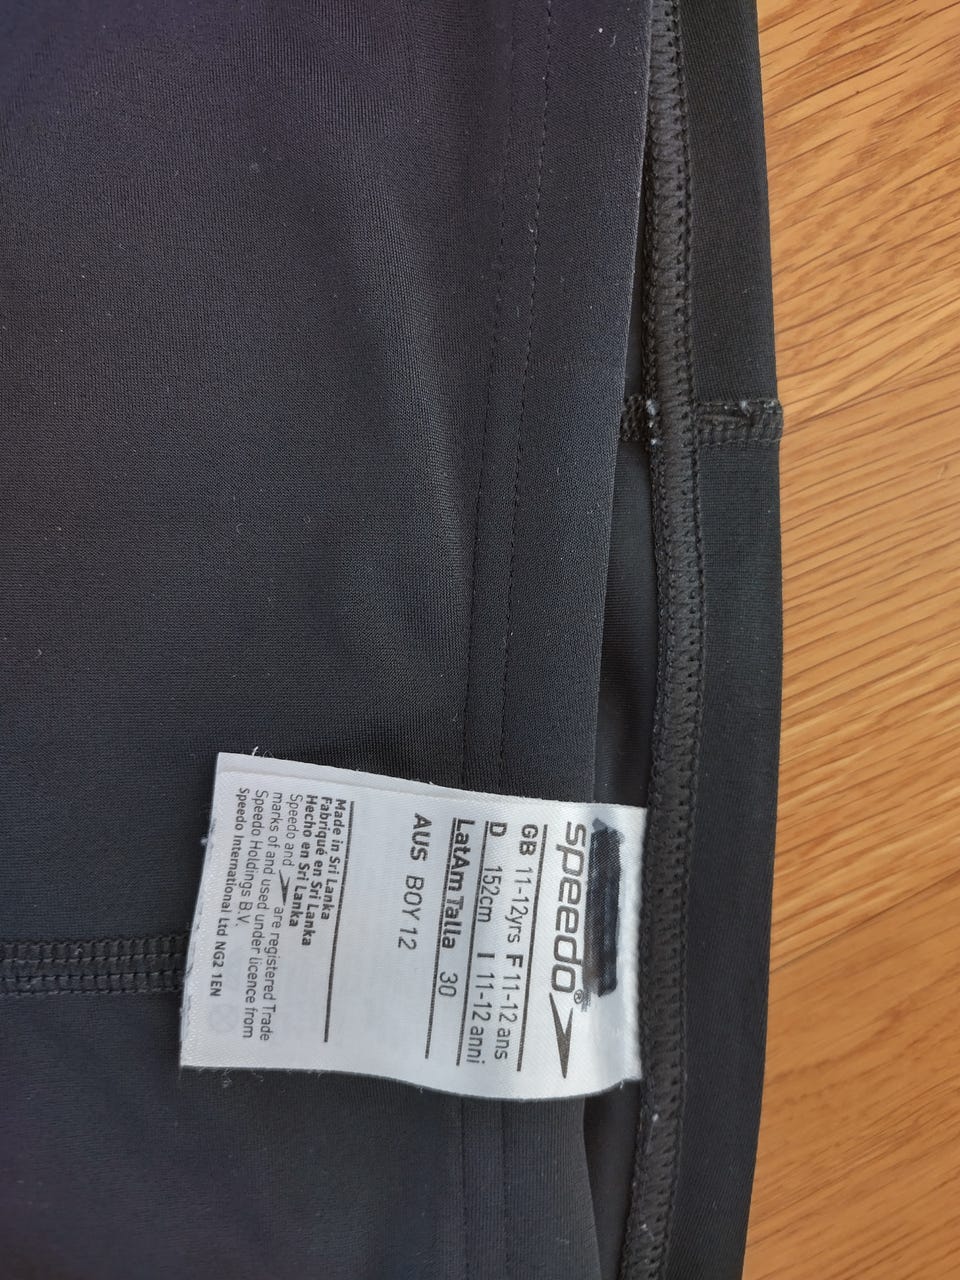 speedo®
GB 11-12yrs F 11-12 ans
D 152cm I 11-12 anni
LatAm Talla 30
AUS BOY 12
Made in Sri Lanka
Fabriqué en Sri Lanka
Hecho en Sri Lanka
Speedo and are registered Trade
marks of and used under licence from
Speedo Holdings B.V.
Speedo International Ltd NG2 1EN